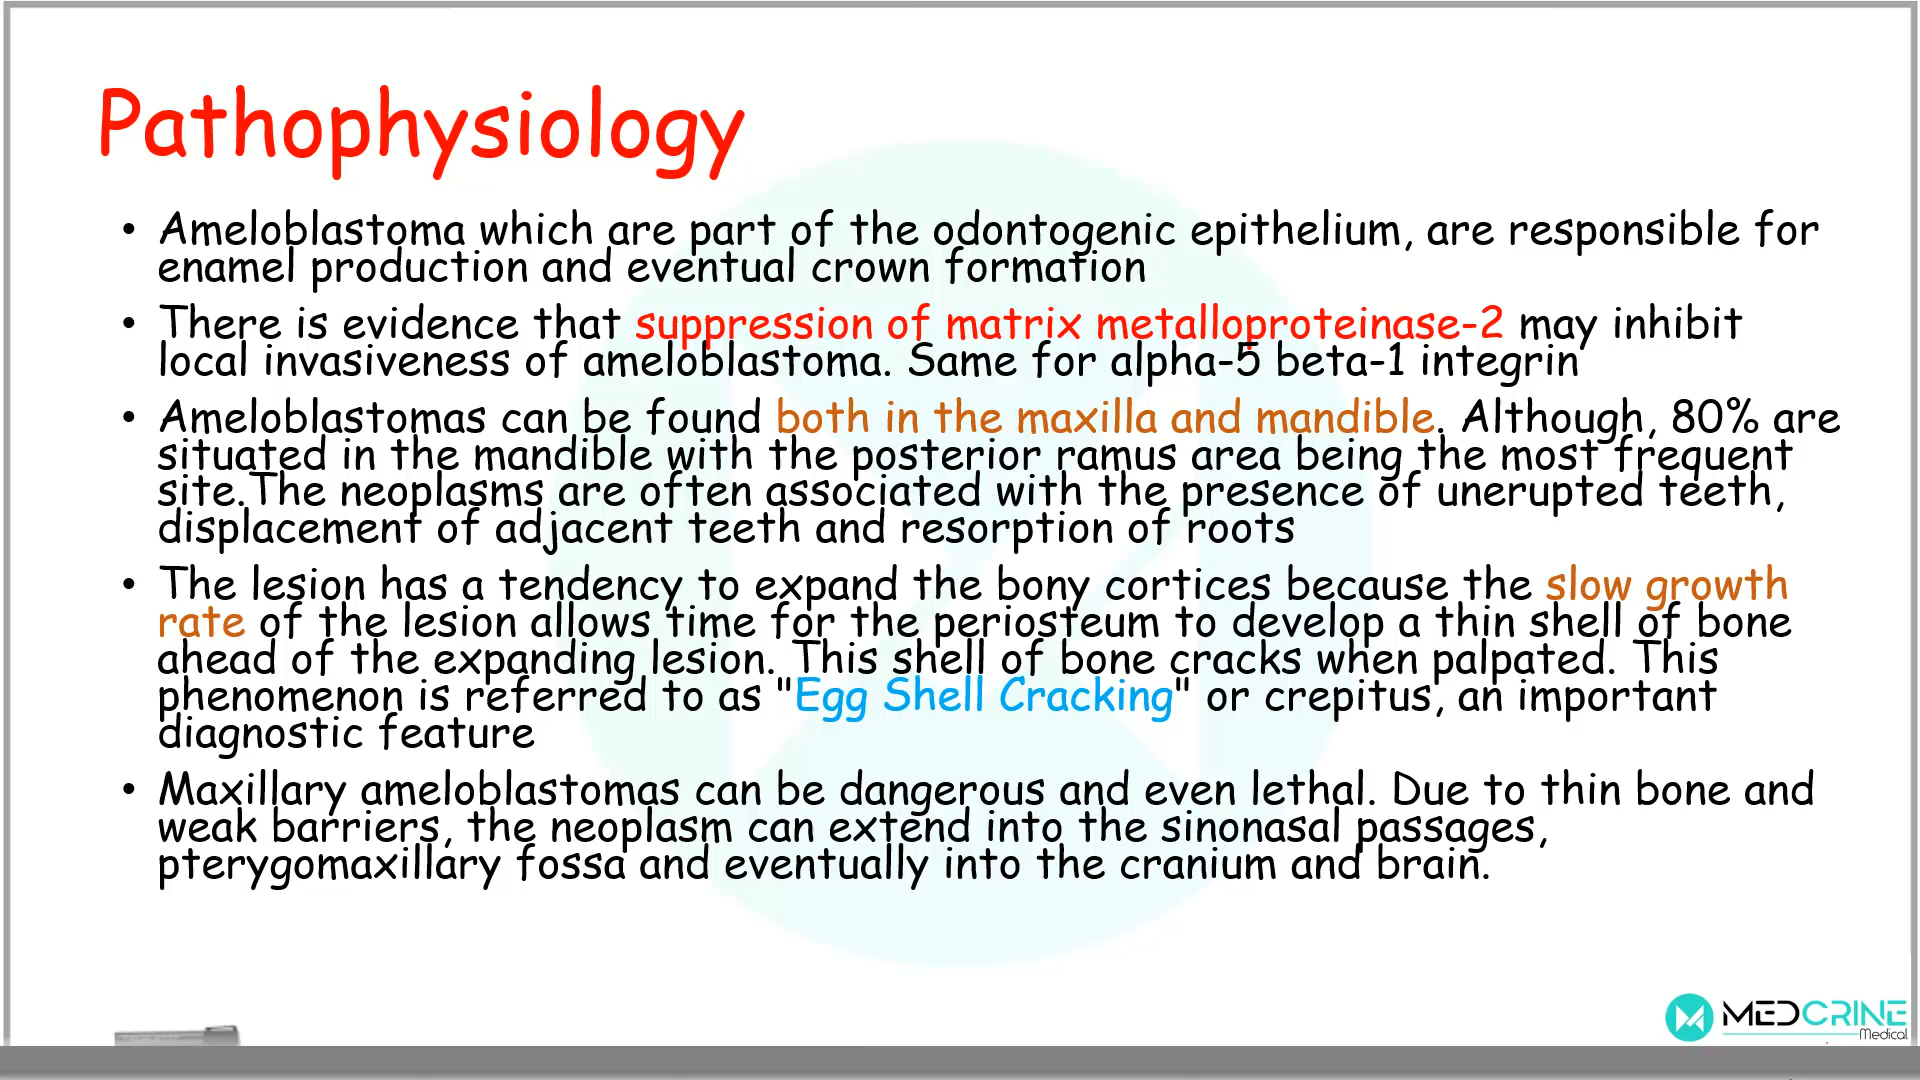 Pathophysiology
• Ameloblastoma which are part of the odontogenic epithelium, are responsible for
enamel production and eventual crown formation
• There is evidence that suppression of matrix metalloproteinase-2 may inhibit
local invasiveness of ameloblastoma. Same for alpha-5 beta-1 integrin
• Ameloblastomas can be found both in the maxilla and mandible. Although, 80% are
situated in the mandible with the posterior ramus area being the most frequent
site.The neoplasms are often associated with the presence of unerupted teeth,
displacement of adjacent teeth and resorption of roots
• The lesion has a tendency to expand the bony cortices because the slow growth
rate of the lesion allows time for the periosteum to develop a thin shell of bone
ahead of the expanding lesion. This shell of bone cracks when palpated. This
phenomenon is referred to as "Egg Shell Cracking" or crepitus, an important
diagnostic feature
• Maxillary ameloblastomas can be dangerous and even lethal. Due to thin bone and
weak barriers, the neoplasm can extend into the sinonasal passages,
pterygomaxillary fossa and eventually into the cranium and brain.
MEDCRINE
Medical